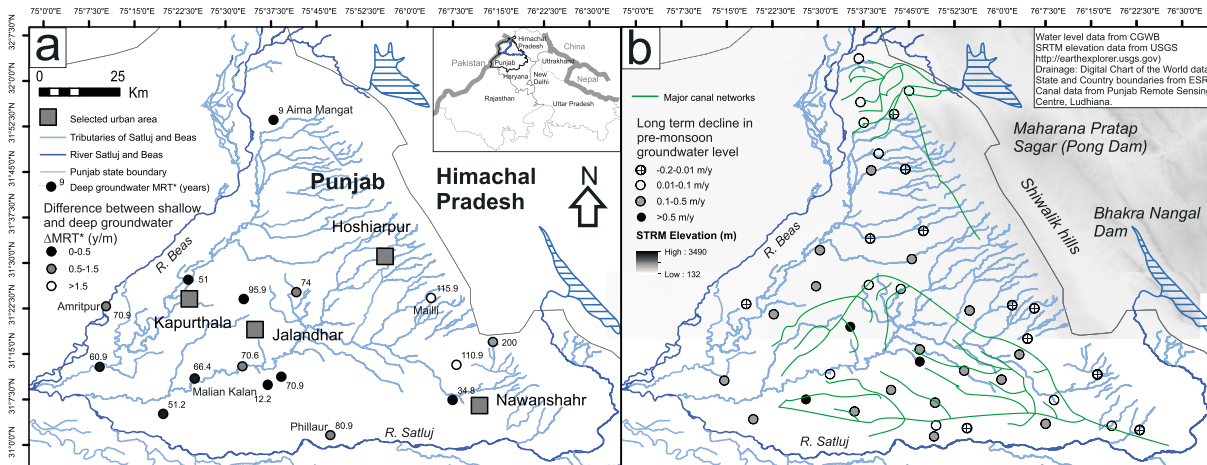 75°0'0"E 75°7'30"E 75°15'0"E 75°22'30"E 75°30'0"E 75°37'30"E 75°45'0"E 75°52'30"E 76°0'0"E 76°7'30"E 76°15'0"E 76°22'30"E 76°30'0"E
75°0'0"E 75°7'30"E 75°15'0"E 75°22'30"E 75°30'0"E 75°37'30"E 75°45'0"E 75°52'30"E 76°0'0"E 76°7'30"E 76°15'0"E 76°22'30"E 76°30'0"E
32°7'30"N
32°0'0"N
31°52'30"N
31°45'0"N
31°37'30"N
31°30'0"N
31°22'30"N
31°15'0"N
31°7'30"N
31°0'0"N
a
0 25
Km
Selected urban area
Tributaries of Satluj and Beas
River Satluj and Beas
Punjab state boundary
9
Deep groundwater MRT* (years)
Difference between shallow
and deep groundwater
ΔMRT* (y/m)
0-0.5
0.5-1.5
>1.5
Himachal
Pradesh
China
Pakistan
Punjab
Uttrakhand
Haryana
New
Delhi
Nepal
Rajasthan
Uttar Pradesh
9 Aima Mangat
Punjab
Himachal
Pradesh
N
Hoshiarpur
R. Beas
51
Kapurthala
95.9
74
115.9
Mailli
Amritpur
70.9
Jalandhar
200
60.9
66.4
70.6
110.9
Malian Kalan
12.2
70.9
34.8
Nawanshahr
51.2
Phillaur
80.9
R. Satluj
b
Major canal networks
Long term decline in
pre-monsoon
groundwater level
-0.2-0.01 m/y
0.01-0.1 m/y
0.1-0.5 m/y
>0.5 m/y
STRM Elevation (m)
High : 3490
Low : 132
Water level data from CGWB
SRTM elevation data from USGS
http://earthexplorer.usgs.gov)
Drainage: Digital Chart of the World data
State and Country boundaries from ESR
Canal data from Punjab Remote Sensing
Centre, Ludhiana.
Maharana Pratap
Sagar (Pong Dam)
Shiwalik hills
Bhakra Nangal
Dam
R. Beas
R. Satluj